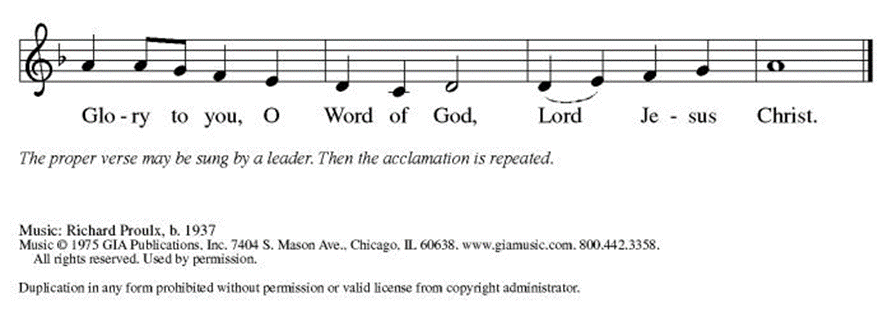 Glo - ry to you, O Word of God, Lord Je - sus Christ.
The proper verse may be sung by a leader. Then the acclamation is repeated.
Music: Richard Proulx, b. 1937
Music © 1975 GIA Publications, Inc. 7404 S. Mason Ave., Chicago, IL 60638. www.giamusic.com. 800.442.3358.
All rights reserved. Used by permission.
Duplication in any form prohibited without permission or valid license from copyright administrator.